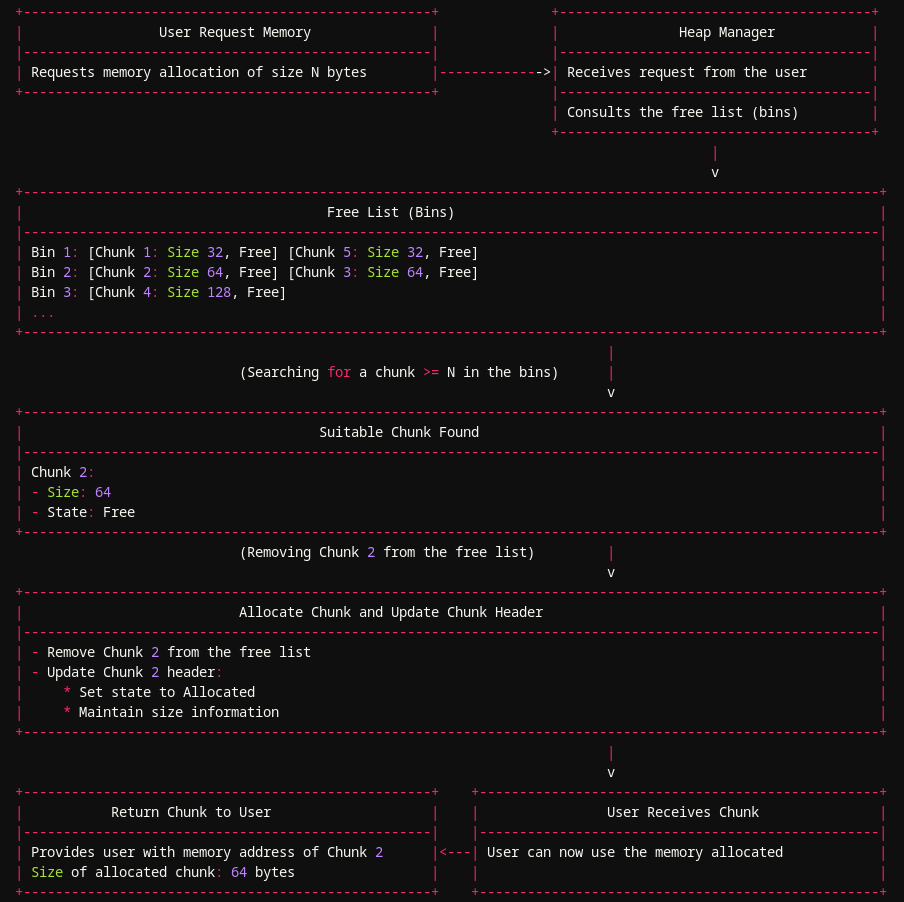 User Request Memory
Heap Manager
Requests memory allocation of size N bytes
Receives request from the user
Consults the free list (bins)
v
Free List (Bins)
Bin 1: [Chunk 1: Size 32, Free] [Chunk 5: Size 32, Free]
Bin 2: [Chunk 2: Size 64, Free] [Chunk 3: Size 64, Free]
Bin 3: [Chunk 4: Size 128, Free]
...
(Searching for a chunk >= N in the bins)
v
Suitable Chunk Found
Chunk 2:
- Size: 64
- State: Free
(Removing Chunk 2 from the free list)
v
Allocate Chunk and Update Chunk Header
- Remove Chunk 2 from the free list
- Update Chunk 2 header:
* Set state to Allocated
* Maintain size information
v
Return Chunk to User
User Receives Chunk
Provides user with memory address of Chunk 2
User can now use the memory allocated
Size of allocated chunk: 64 bytes